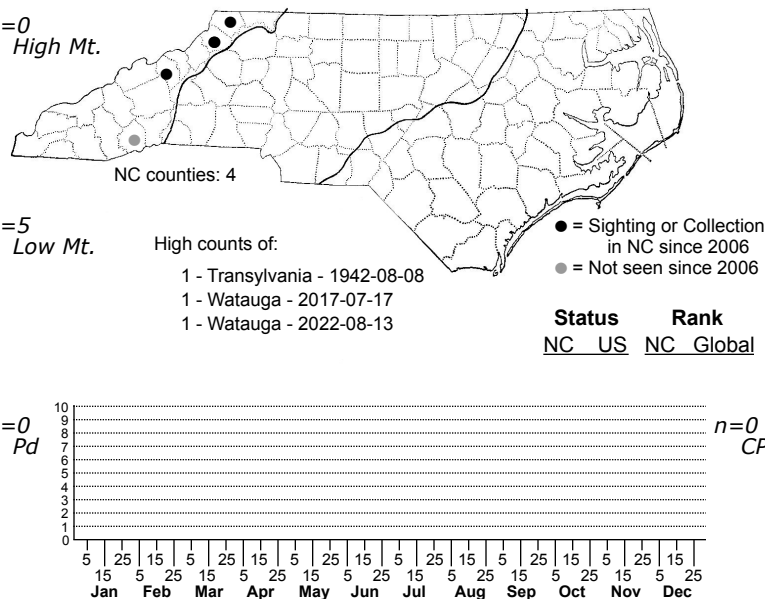 =0
High Mt.
NC counties: 4
=5
Low Mt.
High counts of:
1 - Transylvania - 1942-08-08
1 - Watauga - 2017-07-17
1 - Watauga - 2022-08-13
● = Sighting or Collection
in NC since 2006
● = Not seen since 2006
Status Rank
NC US NC Global
=0
Pd
n=0
CP
10
9
8
7
6
5
4
3
2
1
0
5 25 15 5 25 15 5 25 15 5 25 15 5 25 15 5 25 15
15 5 25 15 5 25 15 5 25 15 5 25 15 5 25 15 5 25
Jan Feb Mar Apr May Jun Jul Aug Sep Oct Nov Dec